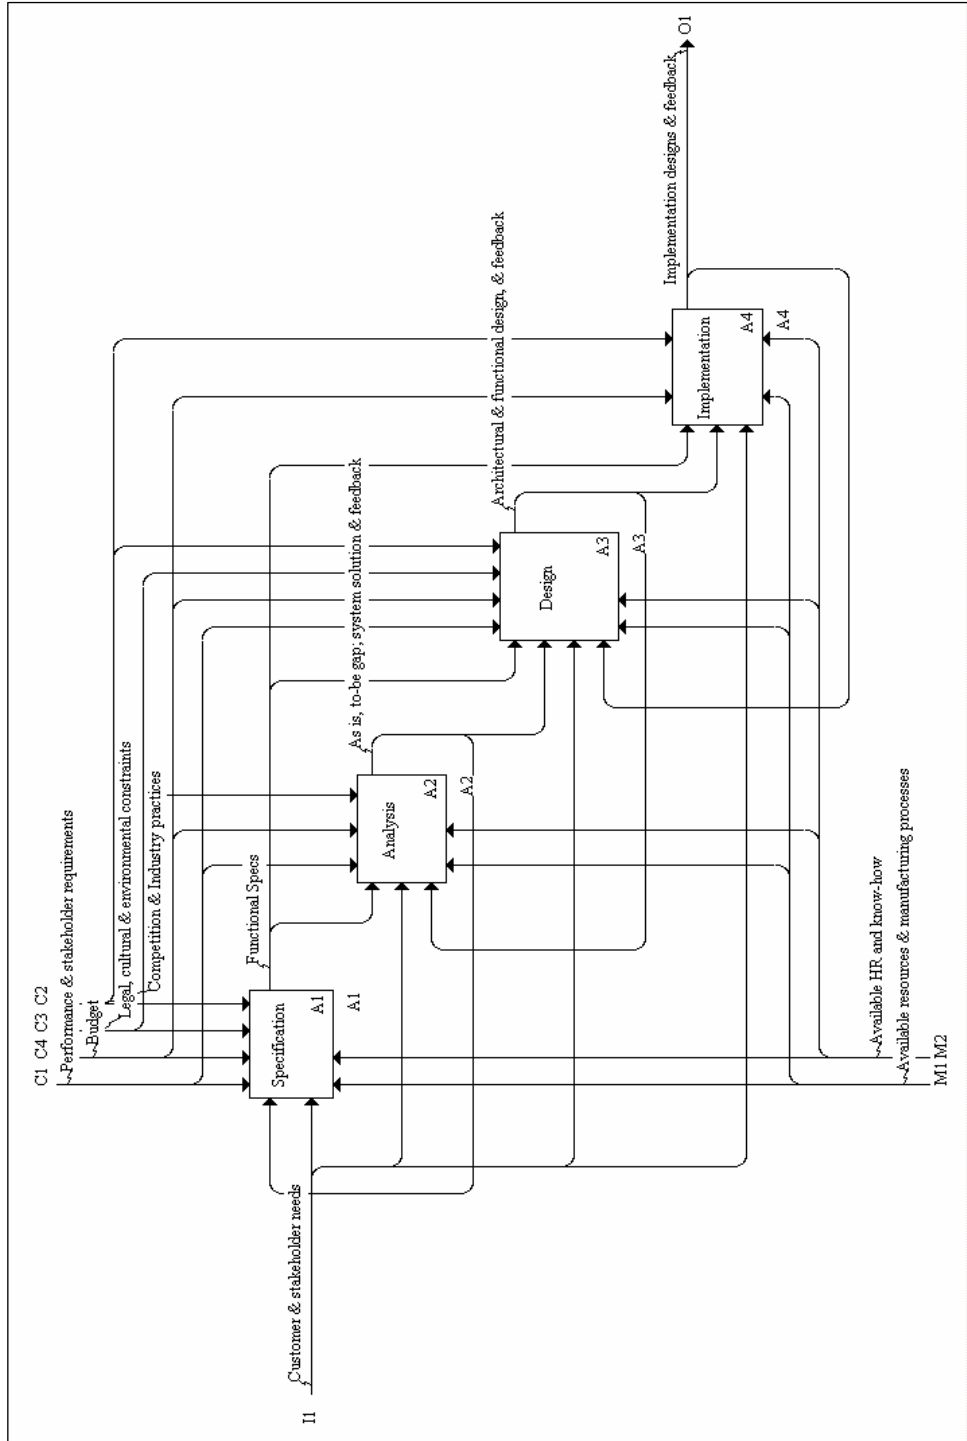 C1 C4 C3 C2
Performance & stakeholder requirements
Budget
Legal, cultural & environmental constraints
Competition & Industry practices
I1
Customer & stakeholder needs
Specification
A1
A1
Functional Specs
Analysis
A2
A2
As is, to-be gap; system solution & feedback
Design
A3
A3
Architectural & functional design, & feedback
Implementation
A4
A4
Implementation designs & feedback
O1
Available HR and know-how
Available resources & manufacturing processes
M1 M2